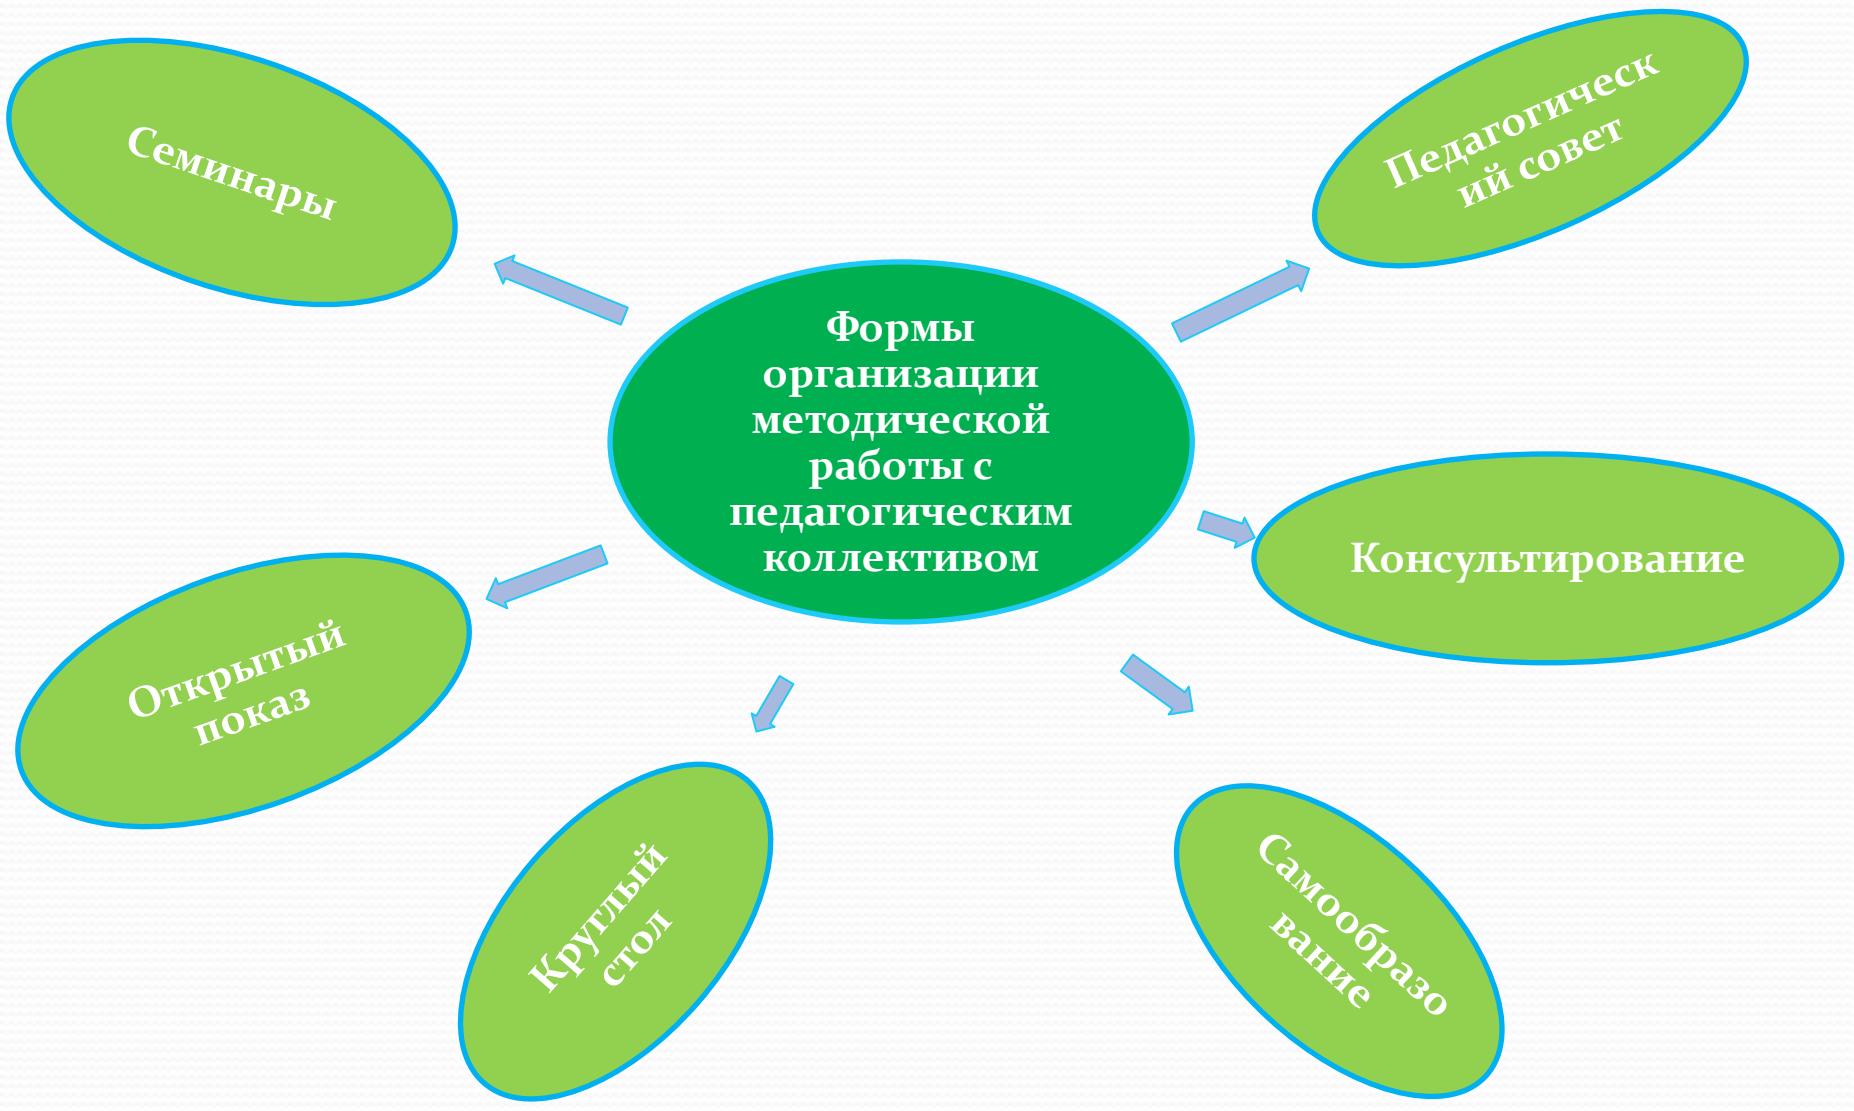 Семинары
Педагогическ
ий совет
Формы
организации
методической
работы с
педагогическим
коллективом
Консультирование
Открытый
показ
Круглый
стол
Самообразо
вание